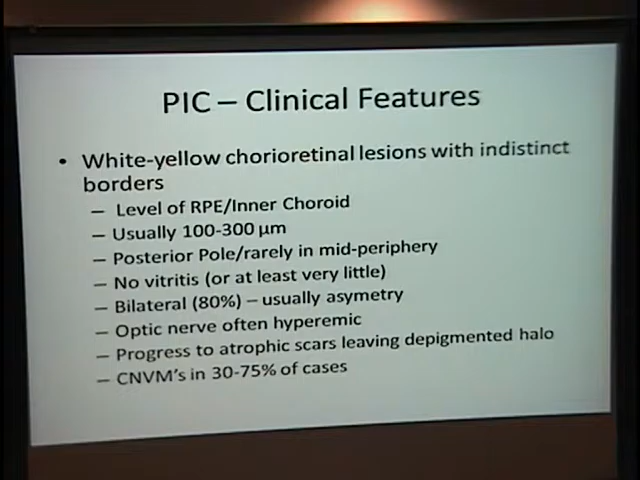 PIC – Clinical Features
• White-yellow chorioretinal lesions with indistinct
borders
– Level of RPE/Inner Choroid
– Usually 100-300 µm
– Posterior Pole/rarely in mid-periphery
– No vitritis (or at least very little)
– Bilateral (80%) – usually asymetry
– Optic nerve often hyperemic
– Progress to atrophic scars leaving depigmented halo
– CNVM's in 30-75% of cases